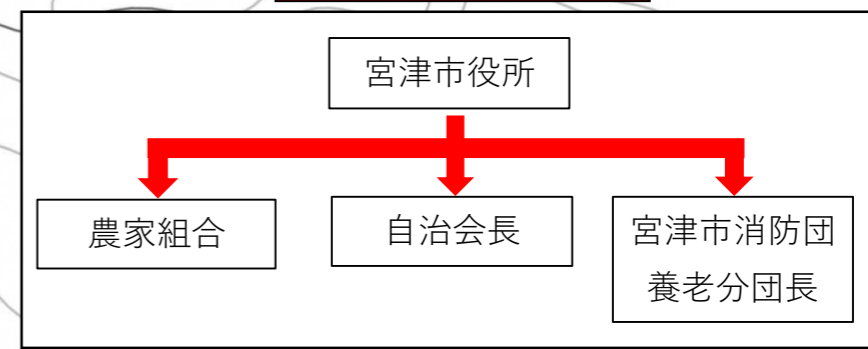 宮津市役所
農家組合
自治会長
宮津市消防団
養老分団長